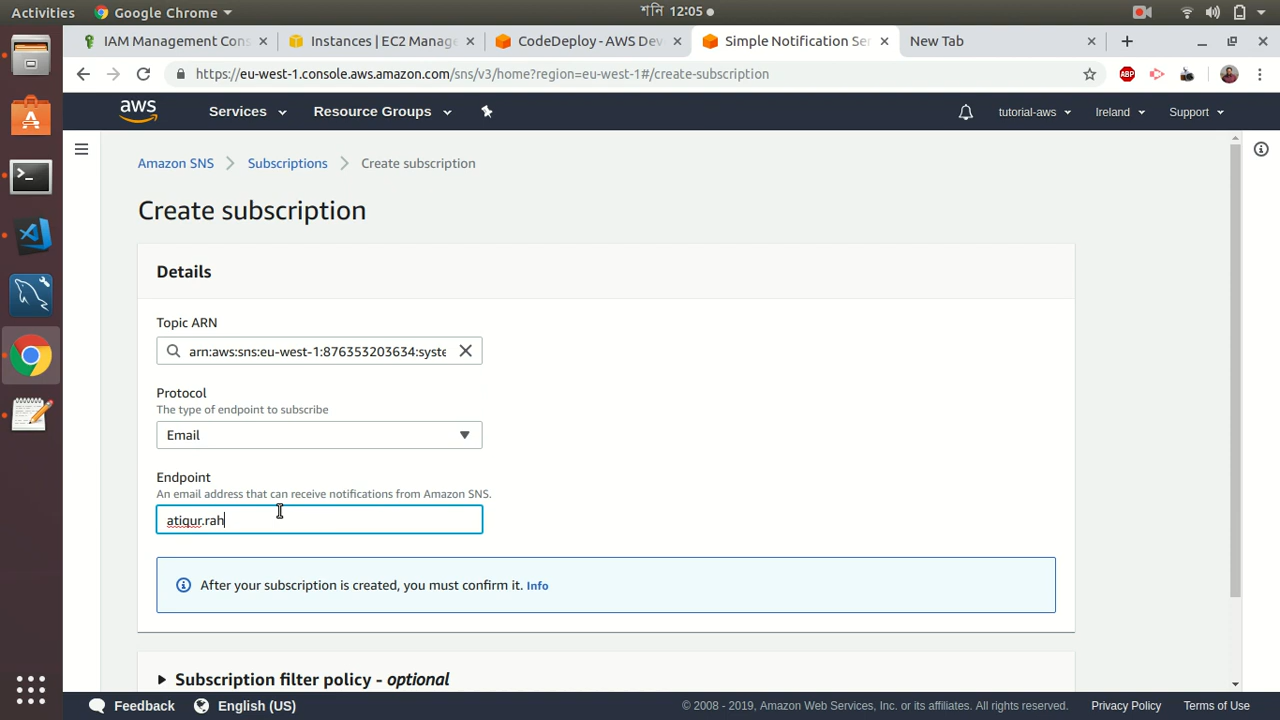 Activities
Google Chrome
শনি 12:05
IAM Management Cons
Instances | EC2 Manage
CodeDeploy - AWS Dev
Simple Notification Ser
New Tab
https://eu-west-1.console.aws.amazon.com/sns/v3/home?region=eu-west-1#/create-subscription
ABP
aws
Services
Resource Groups
tutorial-aws
Ireland
Support
Amazon SNS
Subscriptions
Create subscription
Create subscription
Details
Topic ARN
arn:aws:sns:eu-west-1:876353203634:syste
Protocol
The type of endpoint to subscribe
Email
Endpoint
An email address that can receive notifications from Amazon SNS.
atiqur.rah
After your subscription is created, you must confirm it. Info
Subscription filter policy - optional
Feedback
English (US)
© 2008 - 2019, Amazon Web Services, Inc. or its affiliates. All rights reserved.
Privacy Policy
Terms of Use